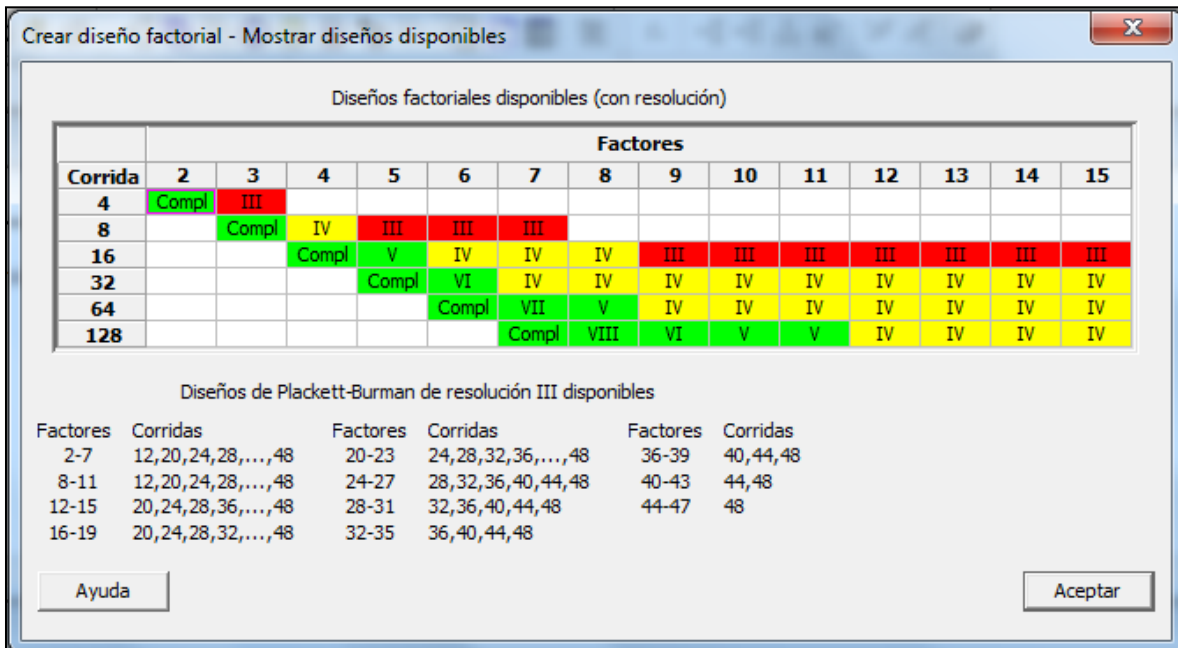 Crear diseño factorial - Mostrar diseños disponibles
Diseños factoriales disponibles (con resolución)
Factores
Corrida 2 3 4 5 6 7 8 9 10 11 12 13 14 15
4 Compl III
8 Compl IV III III III
16 Compl V IV IV IV III III III III III III III
32 Compl VI IV IV IV IV IV IV IV IV IV
64 Compl VII V IV IV IV IV IV IV IV
128 Compl VIII VI V V IV IV IV IV
Diseños de Plackett-Burman de resolución III disponibles
Factores Corridas Factores Corridas Factores Corridas
2-7 12,20,24,28,...,48 20-23 24,28,32,36,...,48 36-39 40,44,48
8-11 12,20,24,28,...,48 24-27 28,32,36,40,44,48 40-43 44,48
12-15 20,24,28,36,...,48 28-31 32,36,40,44,48 44-47 48
16-19 20,24,28,32,...,48 32-35 36,40,44,48
Ayuda Aceptar